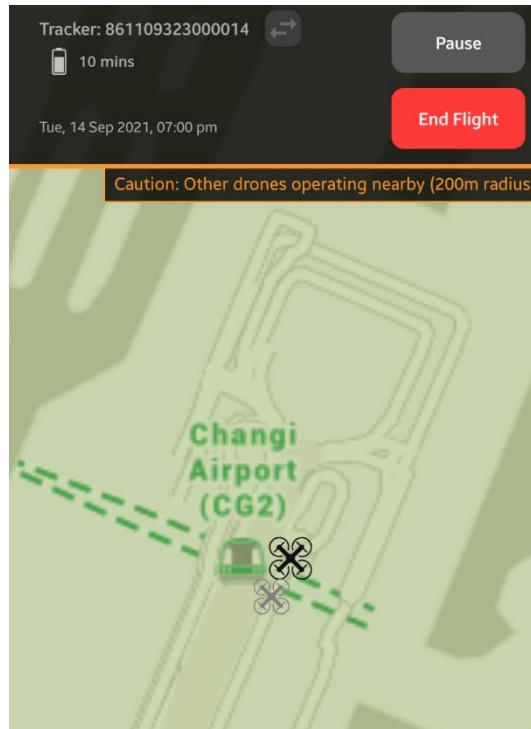 Tracker: 861109323000014
Pause
10 mins
End Flight
Tue, 14 Sep 2021, 07:00 pm
Caution: Other drones operating nearby (200m radius
Changi
Airport
(CG2)